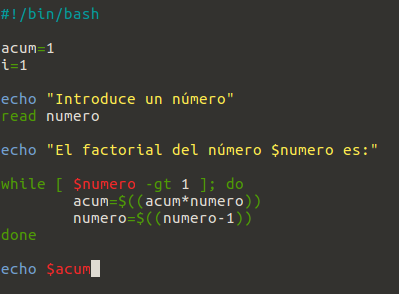 #!/bin/bash
acum=1
i=1
echo "Introduce un número"
read numero
echo "El factorial del número $numero es:"
while [ $numero -gt 1 ]; do
acum=$((acum*numero))
numero=$((numero-1))
done
echo $acum